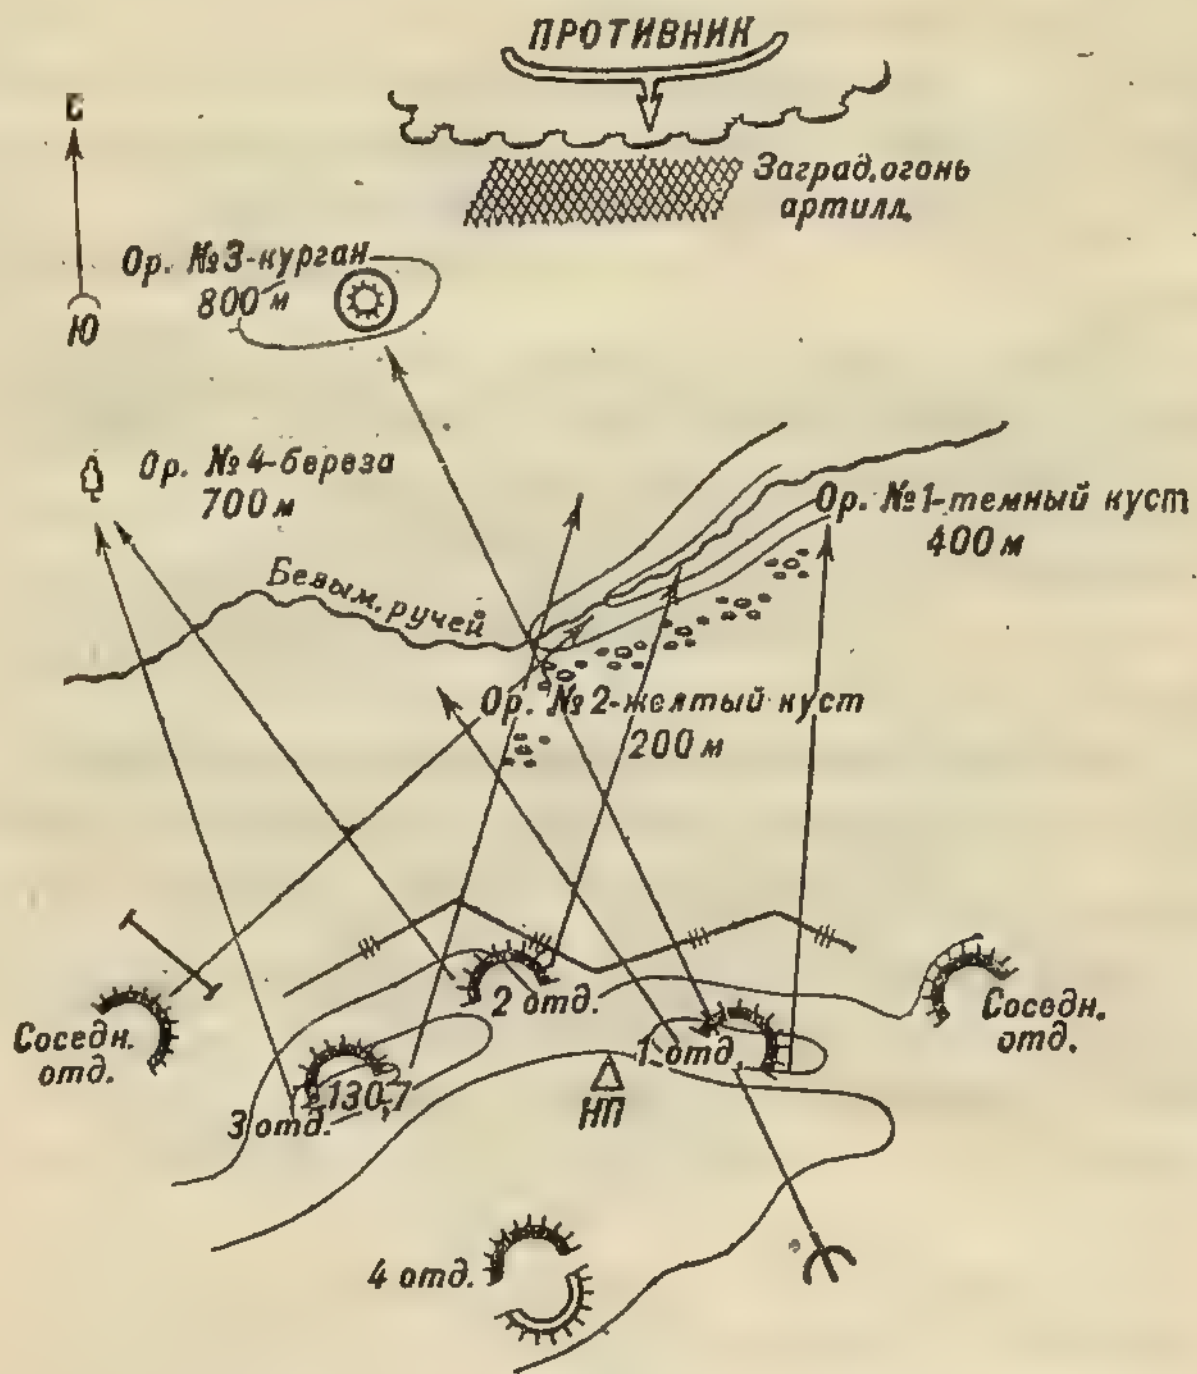 ПРОТИВНИК
Заград. огонь
артилл.
С
Ю
Ор. №3-курган
800 м
Ор. №4-береза
700 м
Ор. №1-темный куст
400 м
Безым. ручей
Ор. №2-желтый куст
200 м
Соседн.
отд.
2 отд.
Соседн.
отд.
1 отд.
130,7
3 отд.
НП
4 отд.